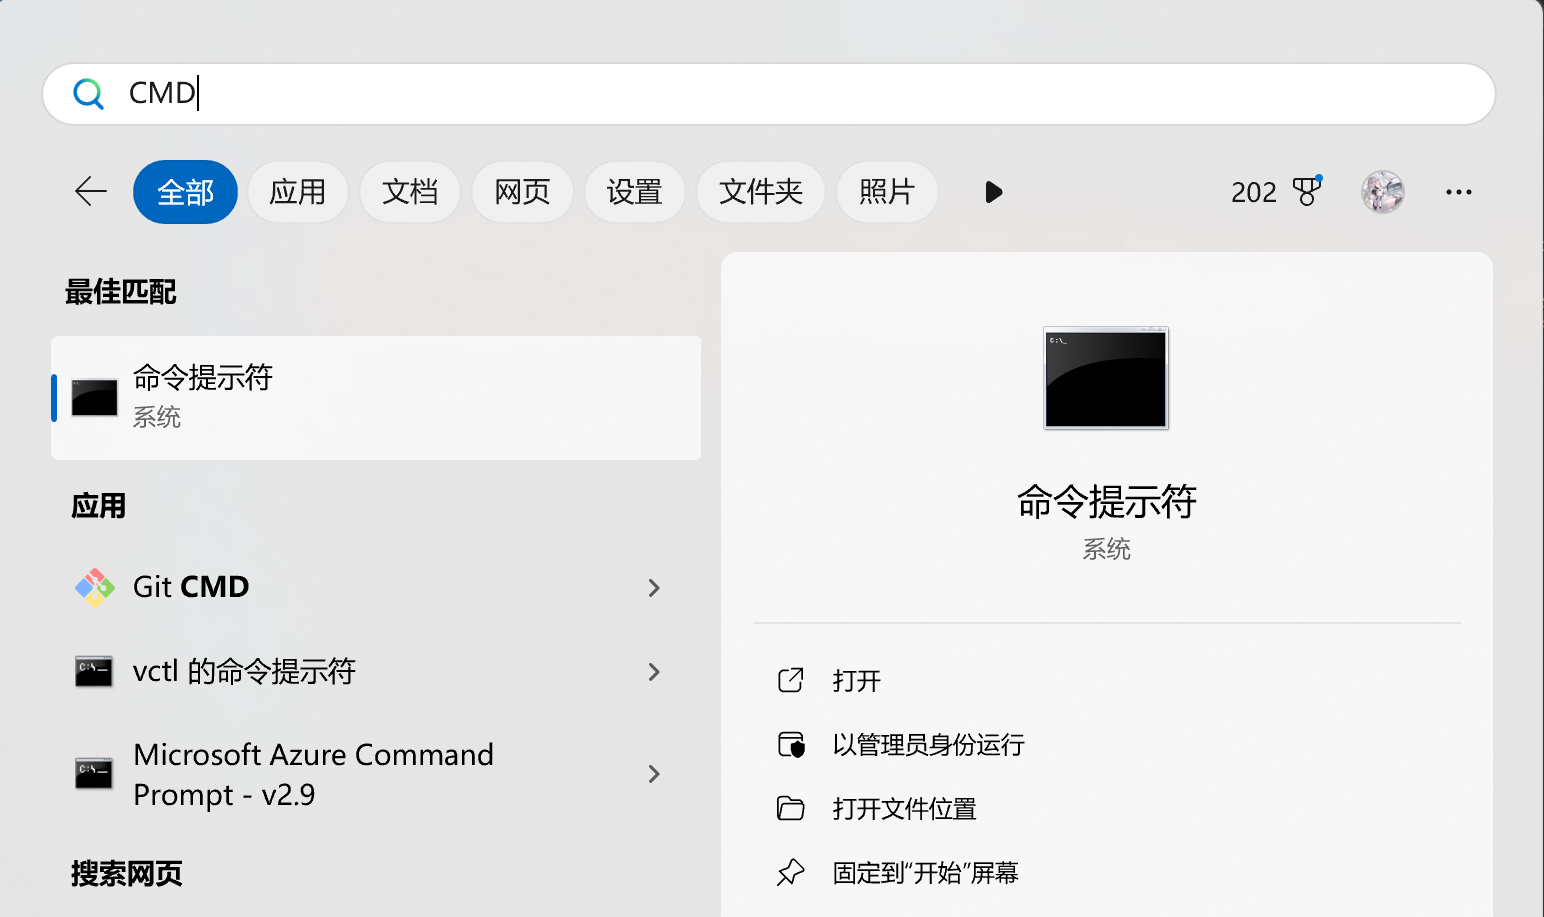 CMD
全部 应用 文档 网页 设置 文件夹 照片 202
最佳匹配
命令提示符
系统
应用
Git CMD
vctl 的命令提示符
Microsoft Azure Command
Prompt - v2.9
搜索网页
命令提示符
系统
打开
以管理员身份运行
打开文件位置
固定到“开始”屏幕